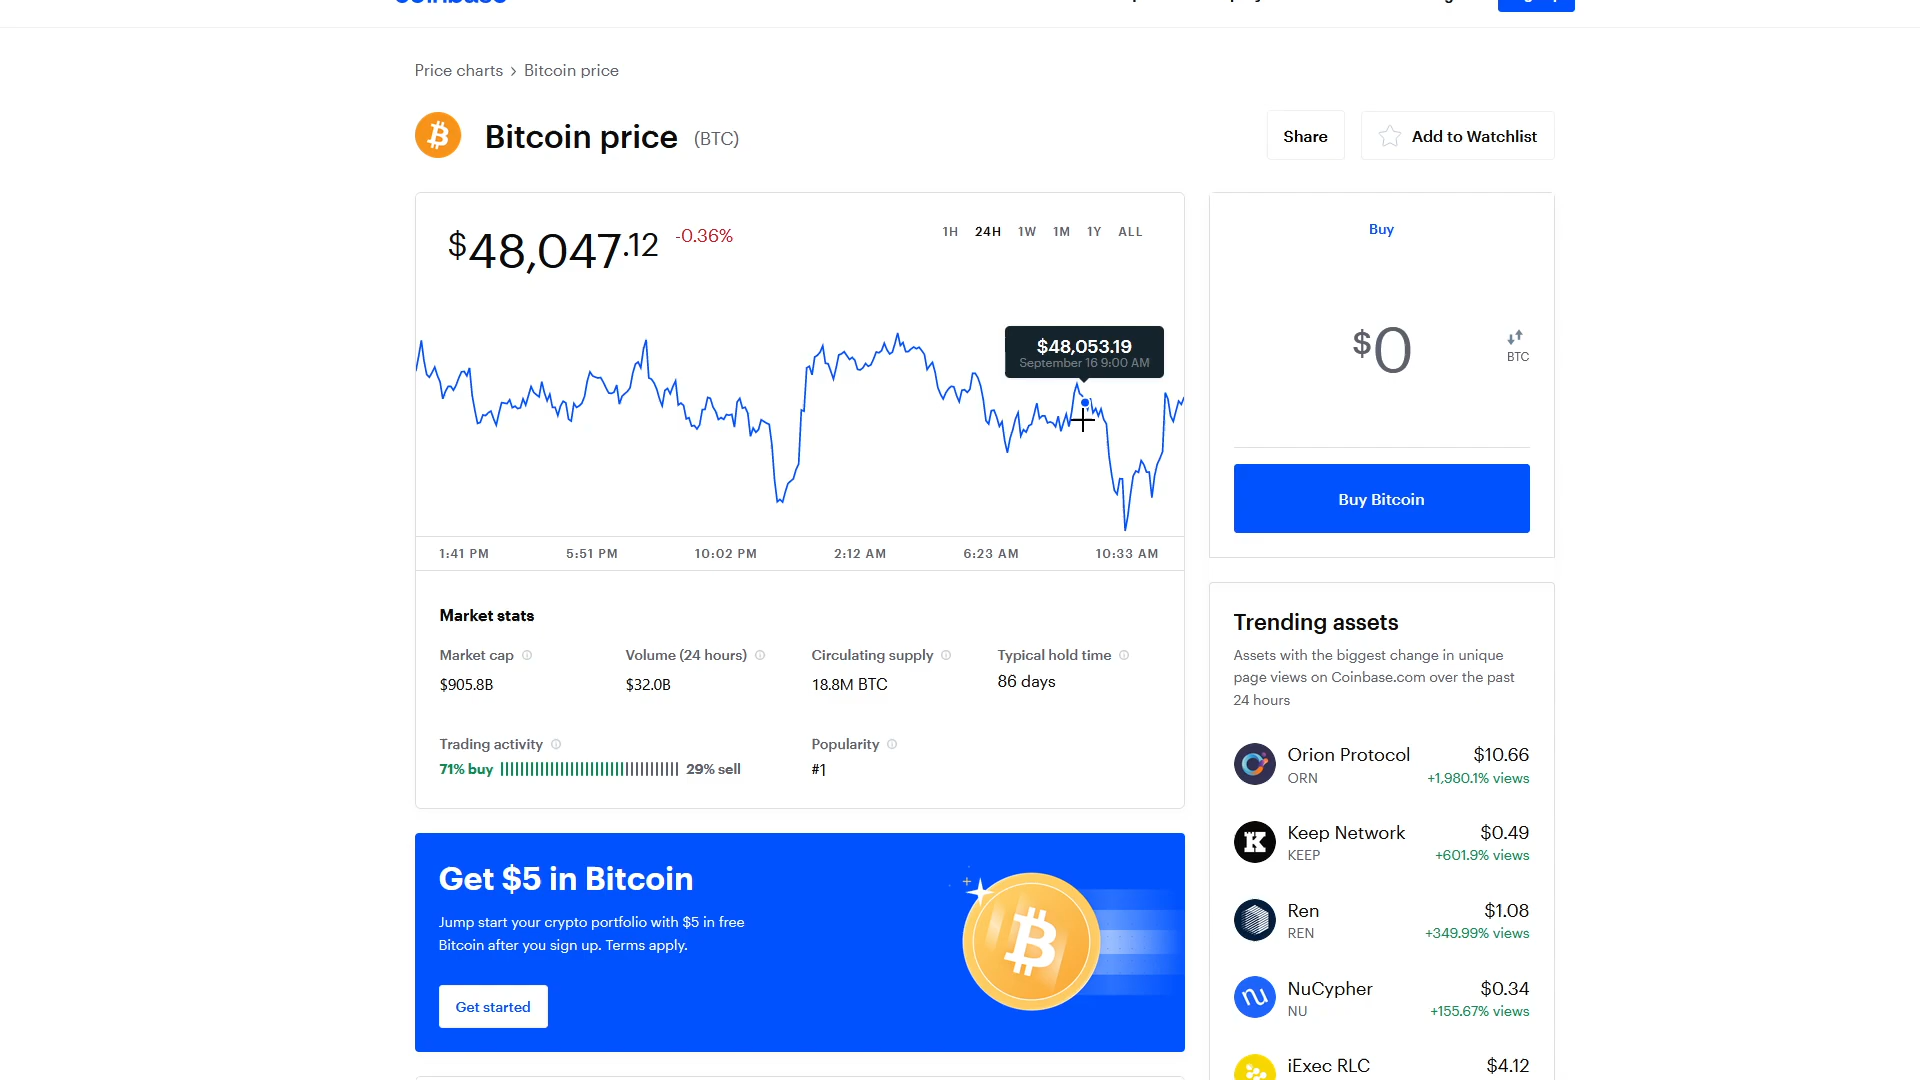 coinbase
Price charts › Bitcoin price
Bitcoin price (BTC)
Share
Add to Watchlist
$48,047.12 -0.36%
1H 24H 1W 1M 1Y ALL
$48,053.19
September 16 9:00 AM
1:41 PM 5:51 PM 10:02 PM 2:12 AM 6:23 AM 10:33 AM
Market stats
Market cap
$905.8B
Volume (24 hours)
$32.0B
Circulating supply
18.8M BTC
Typical hold time
86 days
Trading activity
71% buy 29% sell
Popularity
#1
Get $5 in Bitcoin
Jump start your crypto portfolio with $5 in free
Bitcoin after you sign up. Terms apply.
Get started
Buy
$0
BTC
Buy Bitcoin
Trending assets
Assets with the biggest change in unique
page views on Coinbase.com over the past
24 hours
Orion Protocol $10.66
ORN +1,980.1% views
Keep Network $0.49
KEEP +601.9% views
Ren $1.08
REN +349.99% views
NuCypher $0.34
NU +155.67% views
iExec RLC $4.12